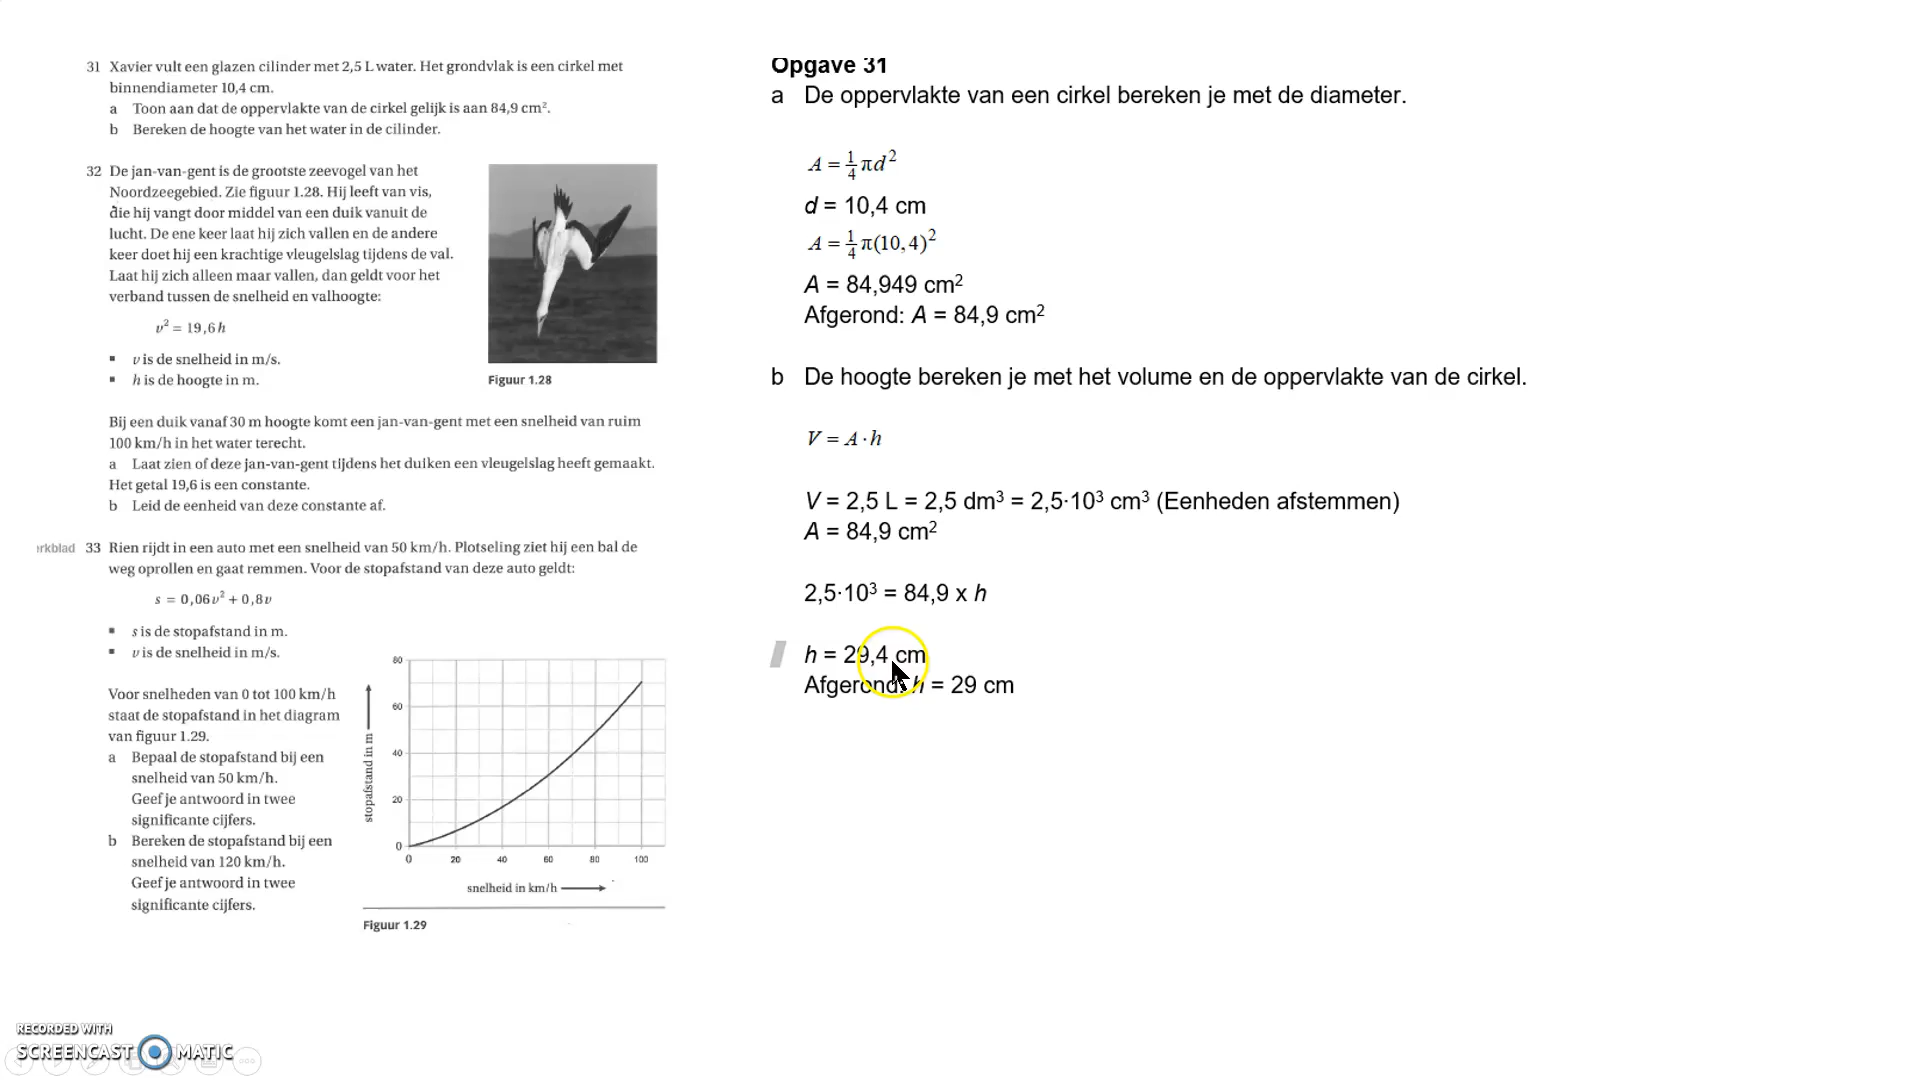 31 Xavier vult een glazen cilinder met 2,5 L water. Het grondvlak is een cirkel met
binnendiameter 10,4 cm.
a Toon aan dat de oppervlakte van de cirkel gelijk is aan 84,9 cm².
b Bereken de hoogte van het water in de cilinder.
32 De jan-van-gent is de grootste zeevogel van het
Noordzeegebied. Zie figuur 1.28. Hij leeft van vis,
die hij vangt door middel van een duik vanuit de
lucht. De ene keer laat hij zich vallen en de andere
keer doet hij een krachtige vleugelslag tijdens de val.
Laat hij zich alleen maar vallen, dan geldt voor het
verband tussen de snelheid en valhoogte:
v² = 19,6h
▪ v is de snelheid in m/s.
▪ h is de hoogte in m.
Figuur 1.28
Bij een duik vanaf 30 m hoogte komt een jan-van-gent met een snelheid van ruim
100 km/h in het water terecht.
a Laat zien of deze jan-van-gent tijdens het duiken een vleugelslag heeft gemaakt.
Het getal 19,6 is een constante.
b Leid de eenheid van deze constante af.
erkblad 33 Rien rijdt in een auto met een snelheid van 50 km/h. Plotseling ziet hij een bal de
weg oprollen en gaat remmen. Voor de stopafstand van deze auto geldt:
s = 0,06v² + 0,8v
▪ s is de stopafstand in m.
▪ v is de snelheid in m/s.
Voor snelheden van 0 tot 100 km/h
staat de stopafstand in het diagram
van figuur 1.29.
a Bepaal de stopafstand bij een
snelheid van 50 km/h.
Geef je antwoord in twee
significante cijfers.
b Bereken de stopafstand bij een
snelheid van 120 km/h.
Geef je antwoord in twee
significante cijfers.
stopafstand in m
80
60
40
20
0
0 20 40 60 80 100
snelheid in km/h
Figuur 1.29
Opgave 31
a De oppervlakte van een cirkel bereken je met de diameter.
A = ¼πd²
d = 10,4 cm
A = ¼π(10,4)²
A = 84,949 cm²
Afgerond: A = 84,9 cm²
b De hoogte bereken je met het volume en de oppervlakte van de cirkel.
V = A · h
V = 2,5 L = 2,5 dm³ = 2,5·10³ cm³ (Eenheden afstemmen)
A = 84,9 cm²
2,5·10³ = 84,9 x h
h = 29,4 cm
Afgerond: h = 29 cm
RECORDED WITH
SCREENCAST MATIC